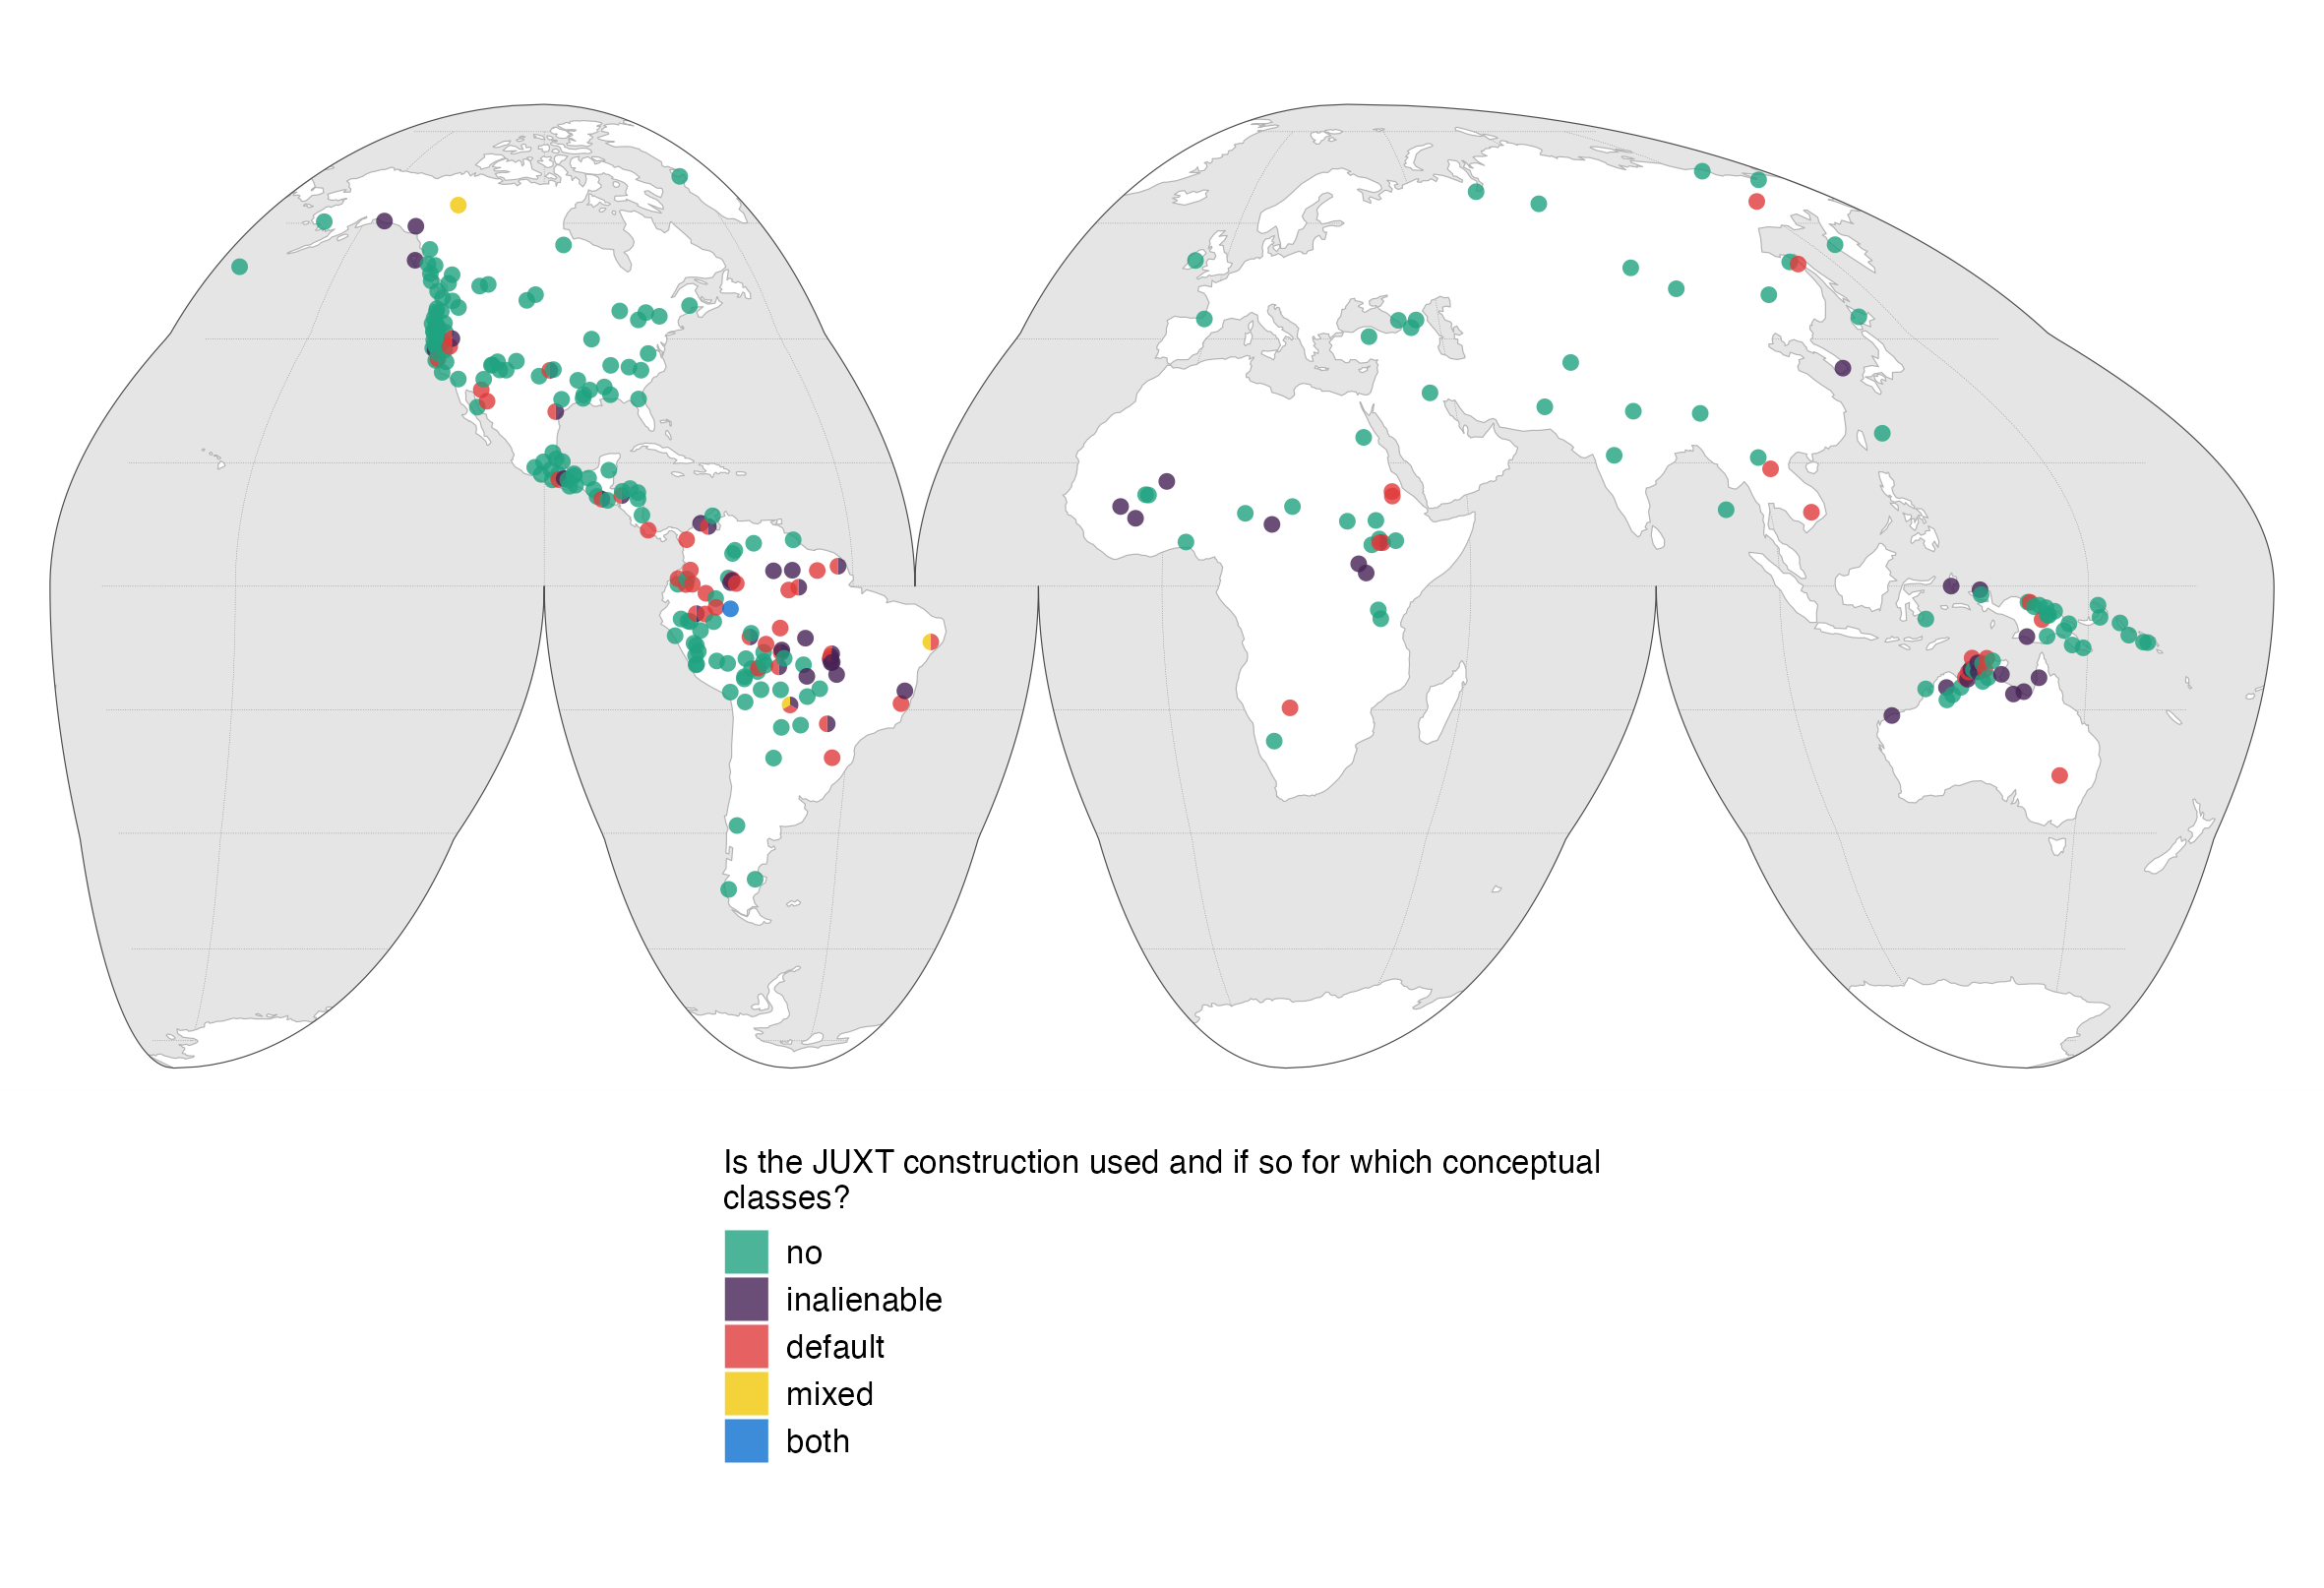 Is the JUXT construction used and if so for which conceptual
classes?
no
inalienable
default
mixed
both